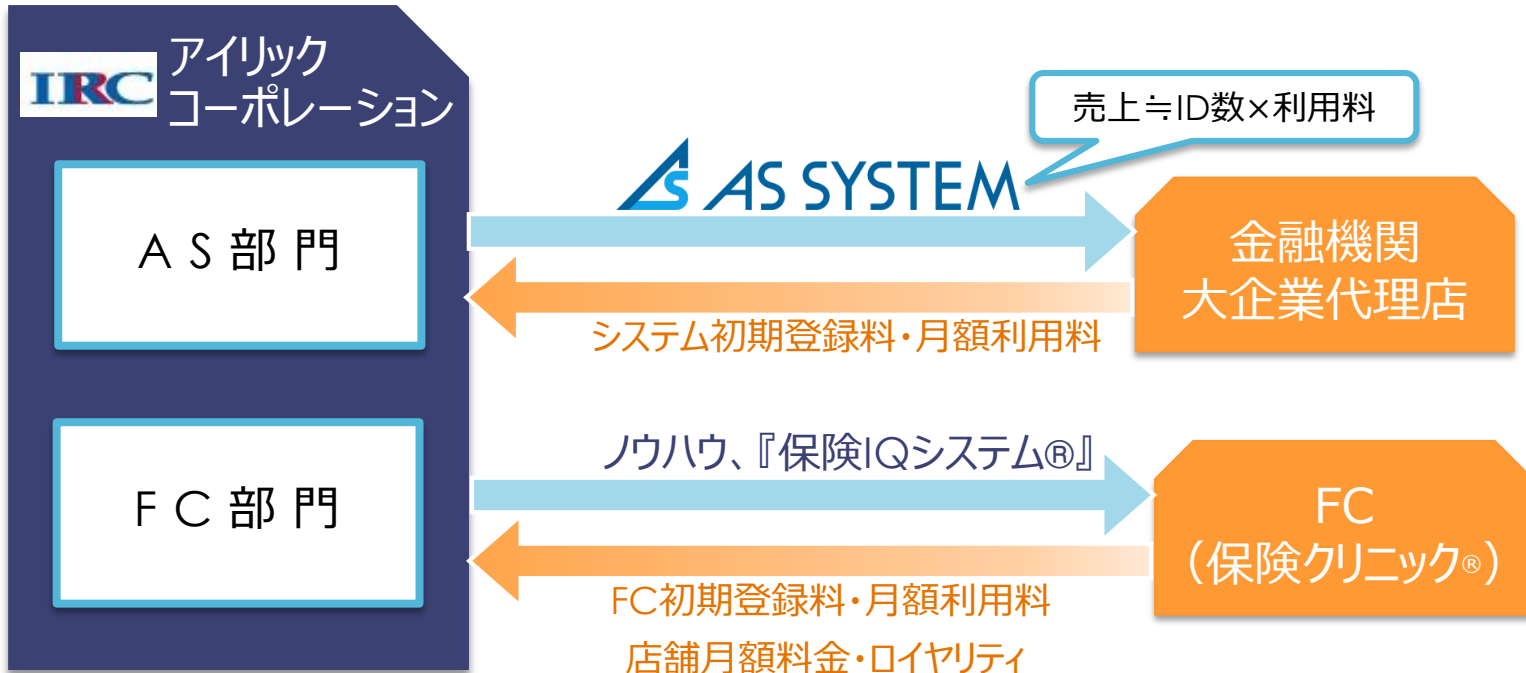 IRC
アイリック
コーポレーション
売上≒ID数×利用料
AS AS SYSTEM
AS部門
金融機関
大企業代理店
システム初期登録料・月額利用料
ノウハウ、『保険IQシステム®』
FC部門
FC
（保険クリニック®）
FC初期登録料・月額利用料
店舗月額料金・ロイヤリティ